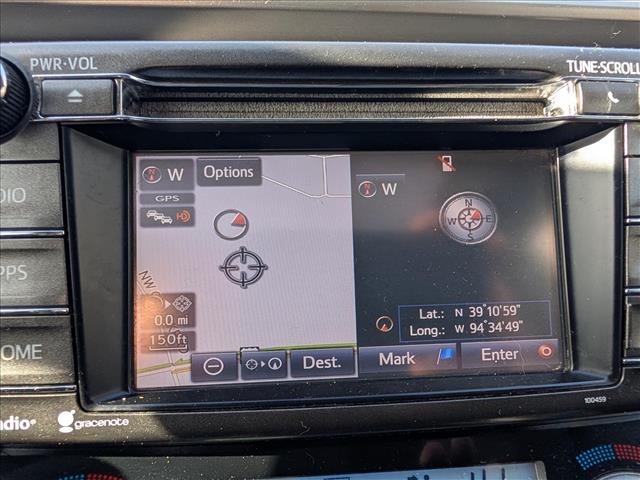 PWR·VOL
TUNE·SCROLL
W
Options
GPS
W
N
W E
S
NW
0.0 mi
150ft
Lat.: N 39°10'59"
Long.: W 94°34'49"
Dest.
Mark
Enter
DIO
PPS
OME
adio
gracenote
100459